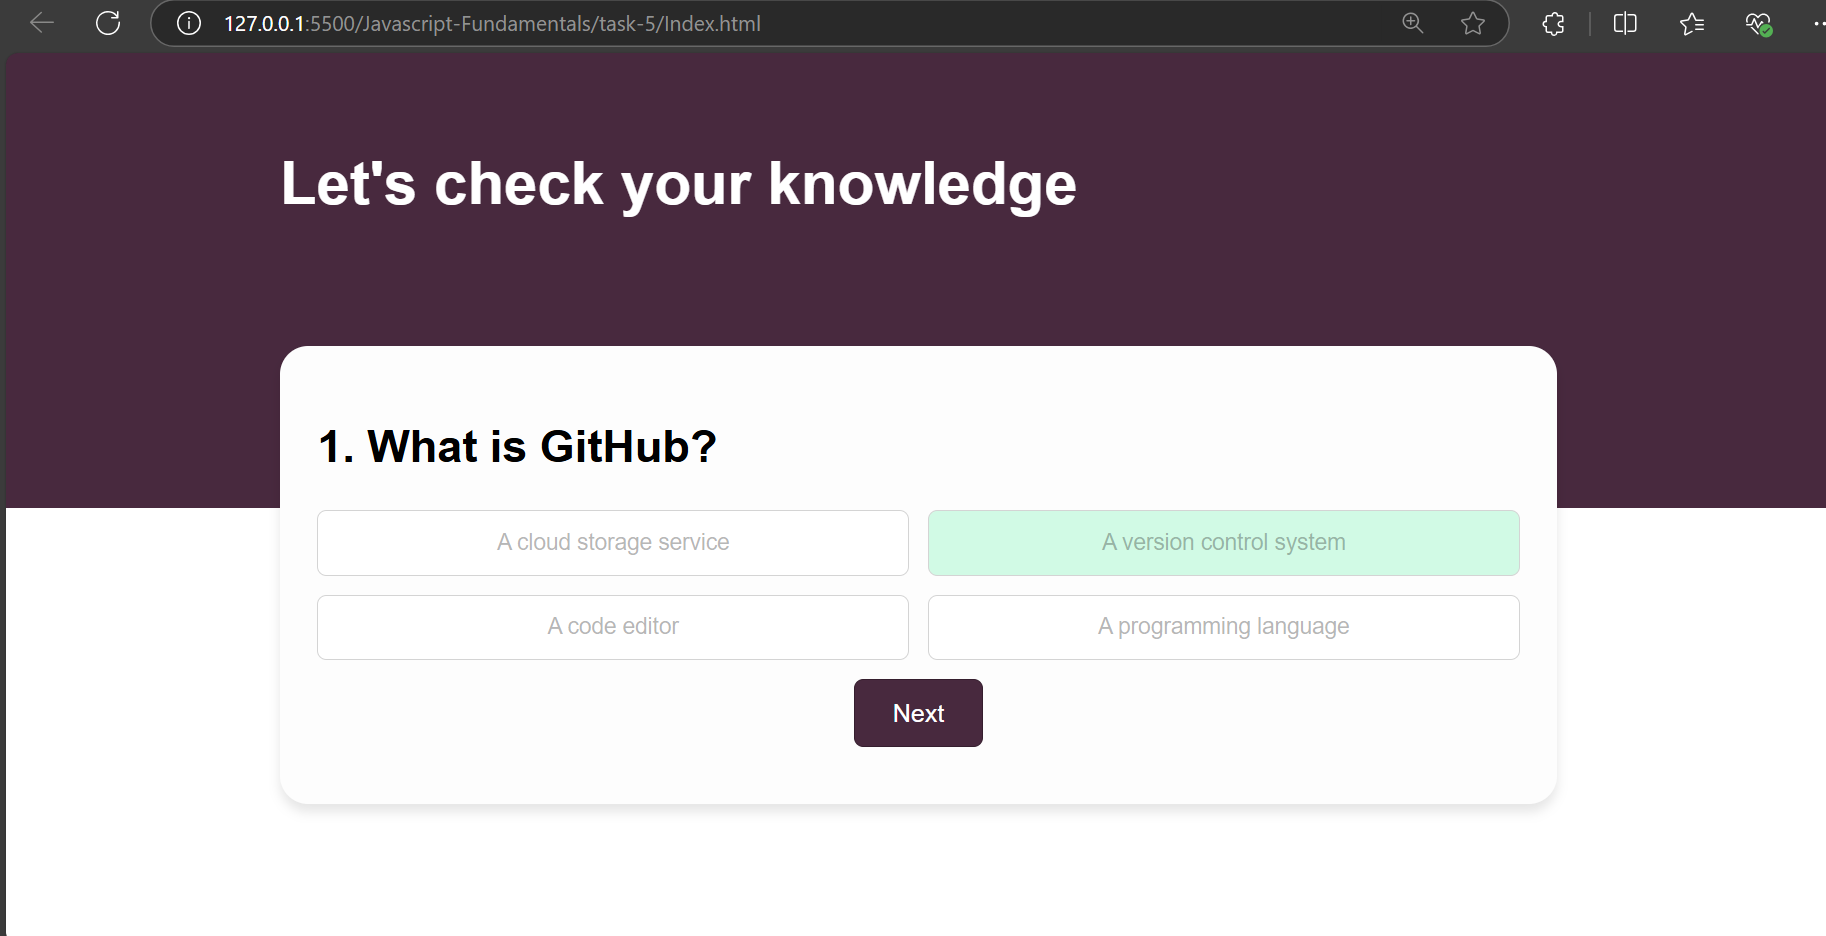 127.0.0.1:5500/Javascript-Fundamentals/task-5/Index.html
Let's check your knowledge
1. What is GitHub?
A cloud storage service
A version control system
A code editor
A programming language
Next